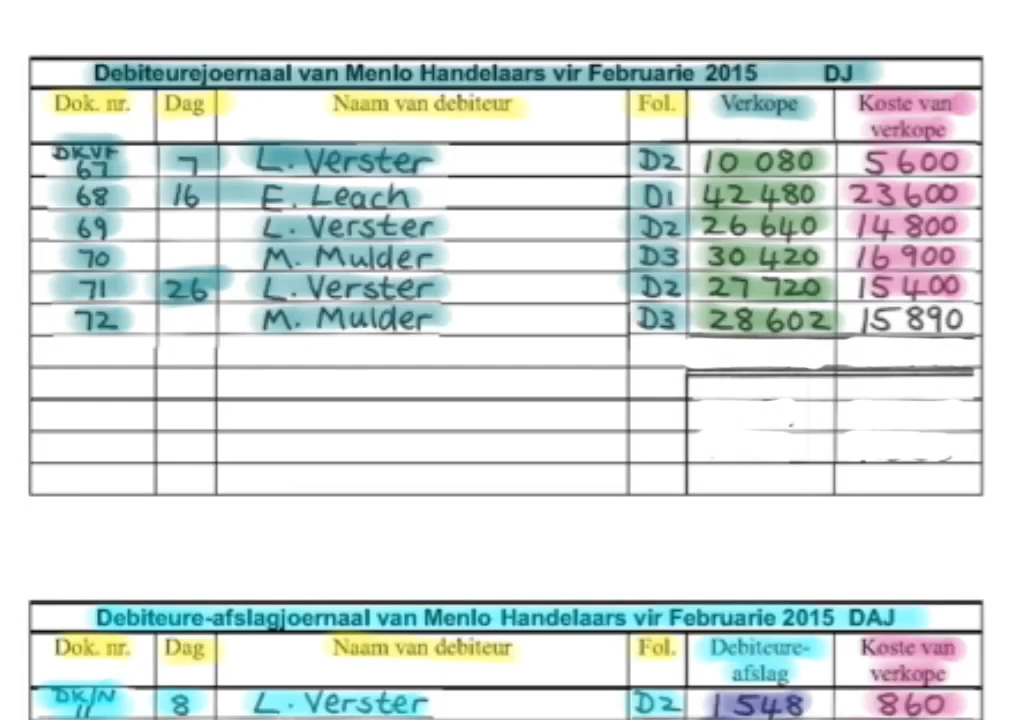 Debiteurejoernaal van Menlo Handelaars vir Februarie 2015 DJ
Dok. nr. Dag Naam van debiteur Fol. Verkope Koste van verkope
DKVF 67 7 L. Verster D2 10 080 5 600
68 16 E. Leach D1 42 480 23 600
69 L. Verster D2 26 640 14 800
70 M. Mulder D3 30 420 16 900
71 26 L. Verster D2 27 720 15 400
72 M. Mulder D3 28 602 15 890
Debiteure-afslagjoernaal van Menlo Handelaars vir Februarie 2015 DAJ
Dok. nr. Dag Naam van debiteur Fol. Debiteure-afslag Koste van verkope
DK/N 11 8 L. Verster D2 1 548 860